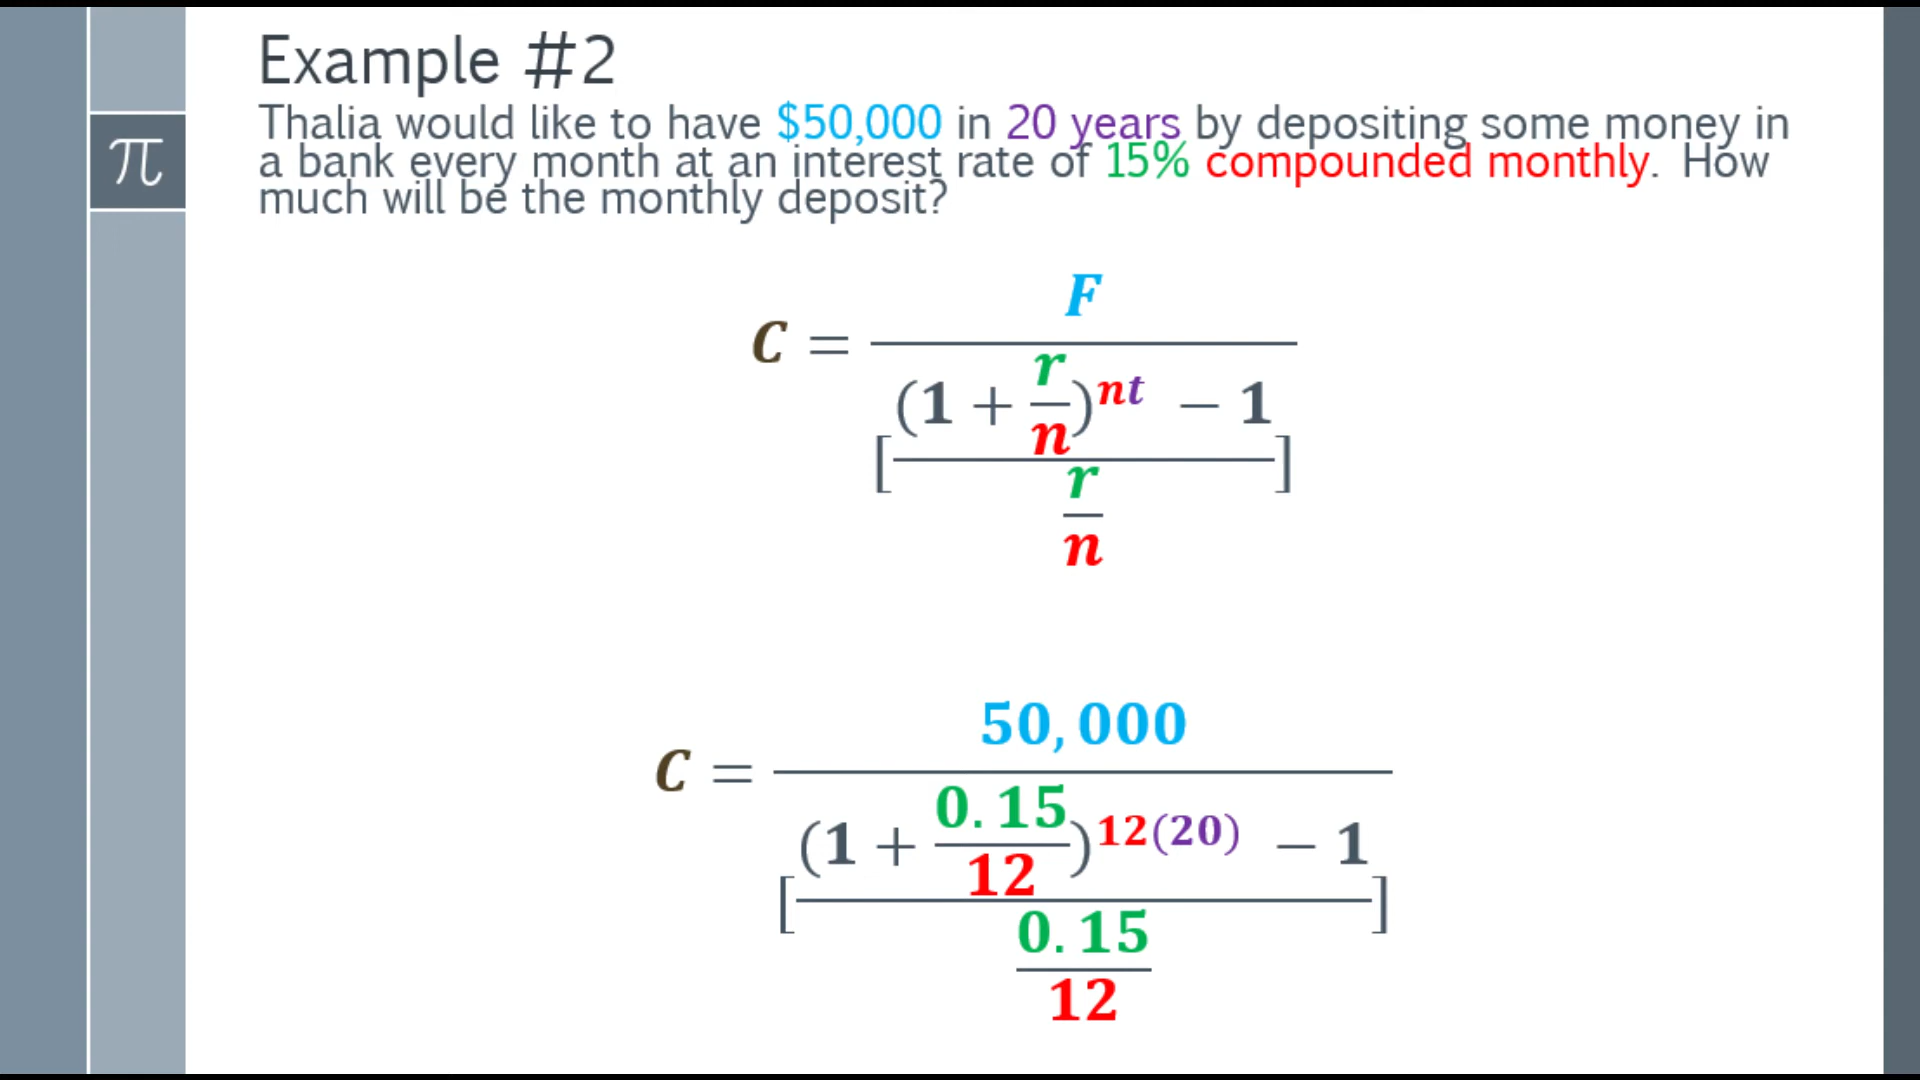 Example #2
π
Thalia would like to have $50,000 in 20 years by depositing some money in
a bank every month at an interest rate of 15% compounded monthly. How
much will be the monthly deposit?
C = F
(1 + r/n)^nt − 1
[ ]
r/n
C = 50,000
(1 + 0.15/12)^12(20) − 1
[ ]
0.15/12